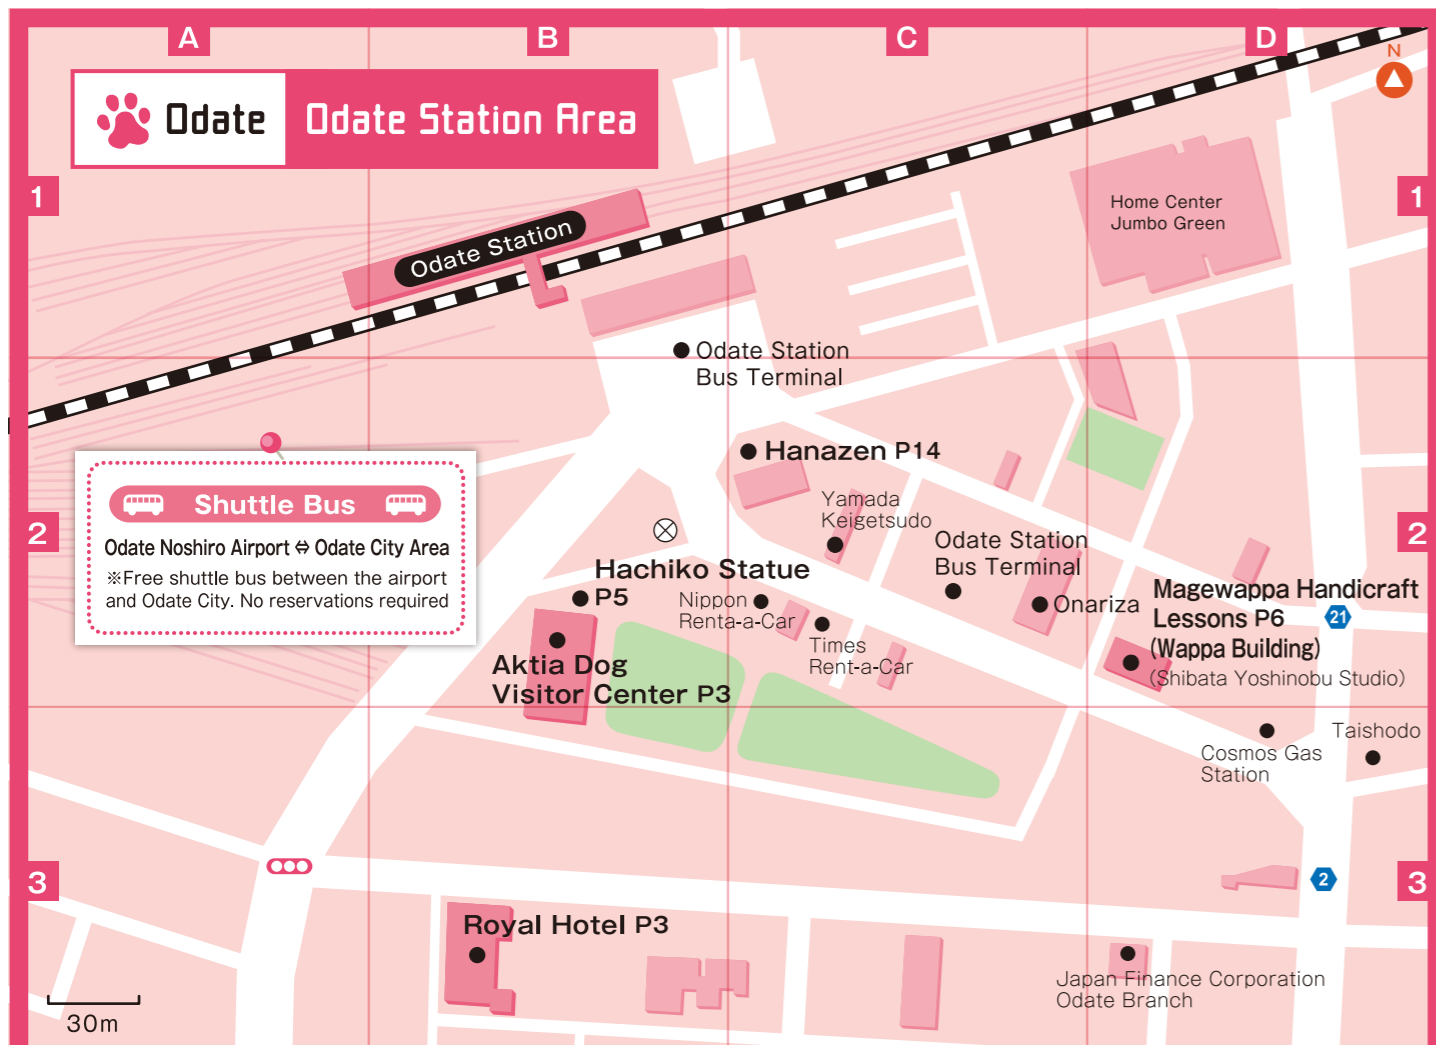 A
B
C
D
N
Odate
Odate Station Area
1
1
Home Center
Jumbo Green
Odate Station
Odate Station
Bus Terminal
Hanazen P14
Shuttle Bus
Odate Noshiro Airport ⇔ Odate City Area
※Free shuttle bus between the airport
and Odate City. No reservations required
2
2
Yamada
Keigetsudo
Odate Station
Bus Terminal
Hachiko Statue
P5
Nippon
Renta-a-Car
Times
Rent-a-Car
Onariza
Magewappa Handicraft
Lessons P6
(Wappa Building)
(Shibata Yoshinobu Studio)
21
Aktia Dog
Visitor Center P3
Cosmos Gas
Station
Taishodo
3
3
2
Royal Hotel P3
Japan Finance Corporation
Odate Branch
30m